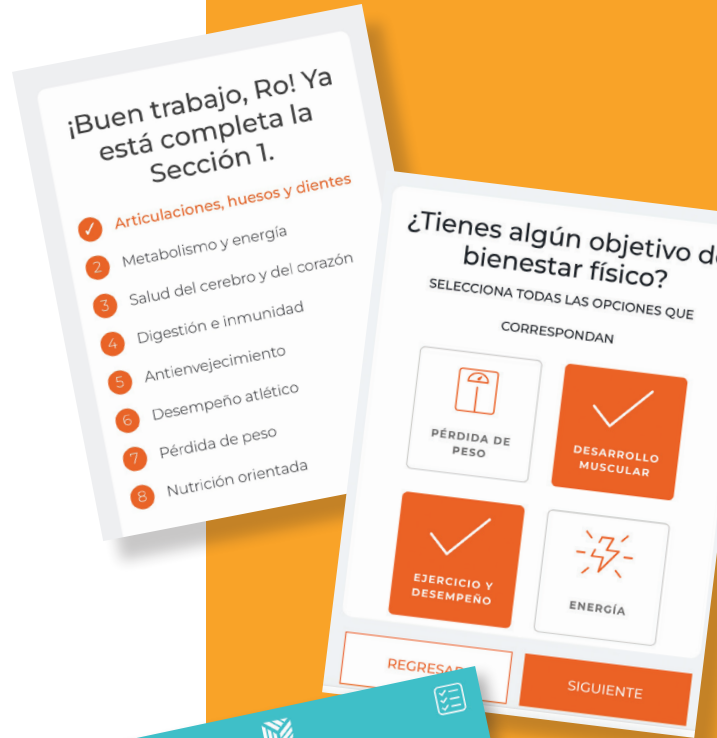 ¡Buen trabajo, Ro! Ya
está completa la
Sección 1.
✓ Articulaciones, huesos y dientes
2 Metabolismo y energía
3 Salud del cerebro y del corazón
4 Digestión e inmunidad
5 Antienvejecimiento
6 Desempeño atlético
7 Pérdida de peso
8 Nutrición orientada
¿Tienes algún objetivo de
bienestar físico?
SELECCIONA TODAS LAS OPCIONES QUE
CORRESPONDAN
PÉRDIDA DE
PESO
DESARROLLO
MUSCULAR
EJERCICIO Y
DESEMPEÑO
ENERGÍA
REGRESAR
SIGUIENTE